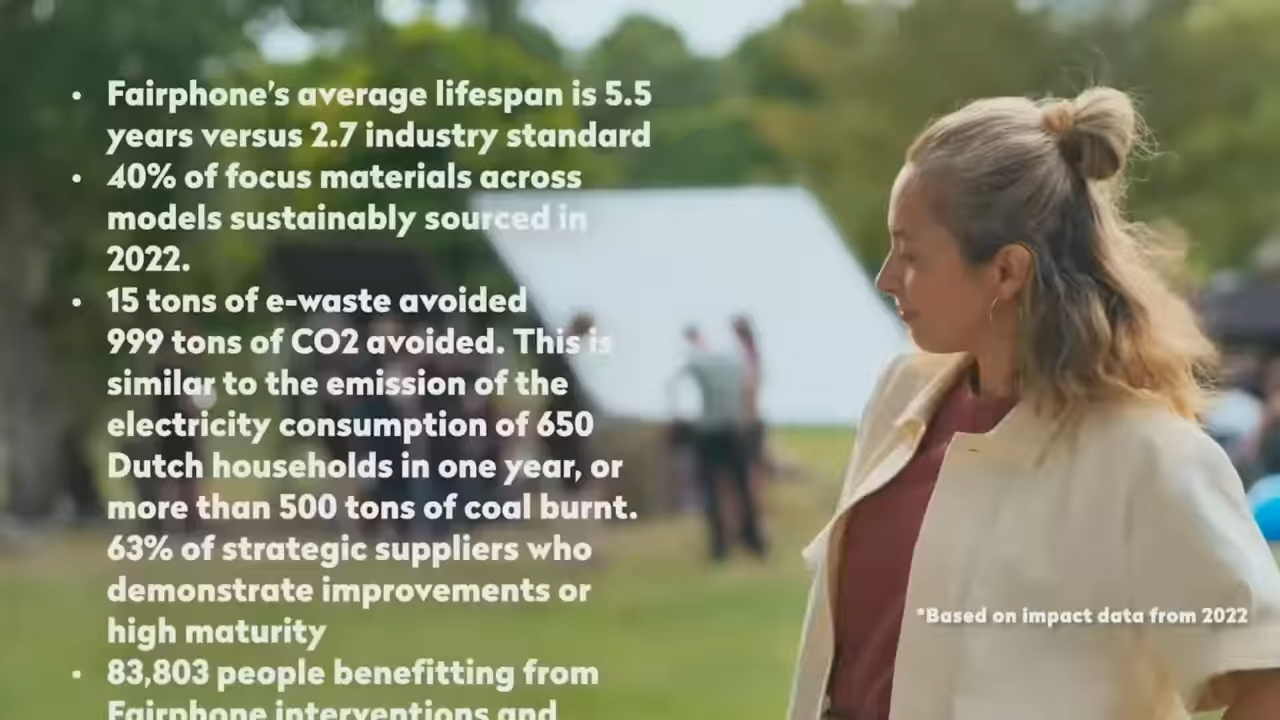 • Fairphone's average lifespan is 5.5
years versus 2.7 industry standard
• 40% of focus materials across
models sustainably sourced in
2022.
• 15 tons of e-waste avoided
999 tons of CO2 avoided. This is
similar to the emission of the
electricity consumption of 650
Dutch households in one year, or
more than 500 tons of coal burnt.
63% of strategic suppliers who
demonstrate improvements or
high maturity
• 83,803 people benefitting from
Fairphone interventions and
*Based on impact data from 2022